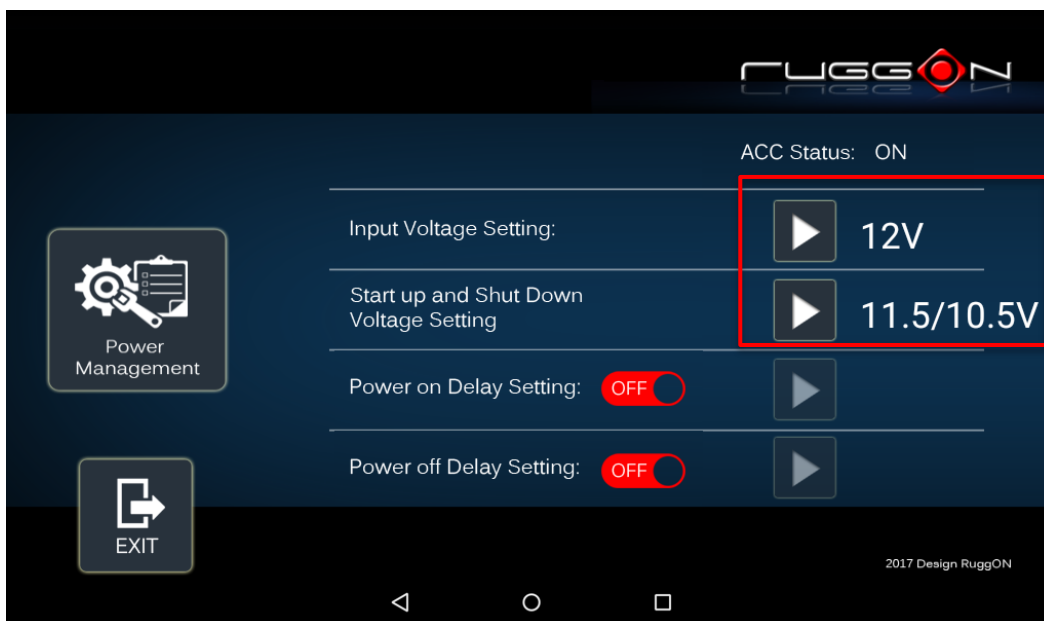 ruggON
ACC Status: ON
Input Voltage Setting:
12V
Start up and Shut Down
Voltage Setting
11.5/10.5V
Power
Management
Power on Delay Setting:
OFF
Power off Delay Setting:
OFF
EXIT
2017 Design RuggON